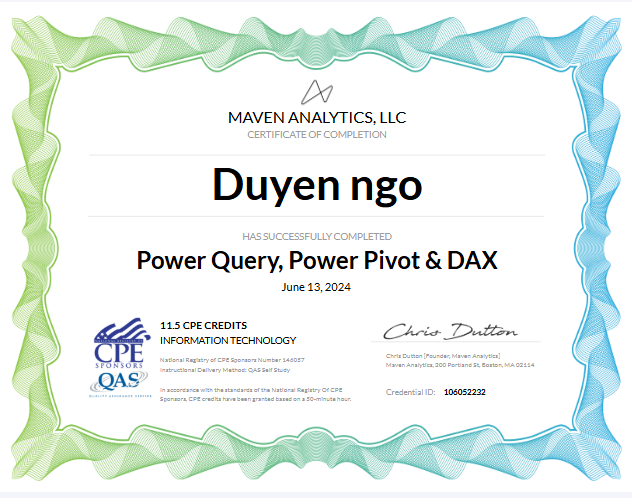 MAVEN ANALYTICS, LLC
CERTIFICATE OF COMPLETION
Duyen ngo
HAS SUCCESSFULLY COMPLETED
Power Query, Power Pivot & DAX
June 13, 2024
NATIONAL REGISTRY OF
CPE
SPONSORS
QAS
QUALITY ASSURANCE SERVICE
11.5 CPE CREDITS
INFORMATION TECHNOLOGY
National Registry of CPE Sponsors Number 146057
Instructional Delivery Method: QAS Self Study
In accordance with the standards of the National Registry Of CPE
Sponsors, CPE credits have been granted based on a 50-minute hour.
Chris Dutton
Chris Dutton [Founder, Maven Analytics]
Maven Analytics, 200 Portland St, Boston, MA 02114
Credential ID: 106052232